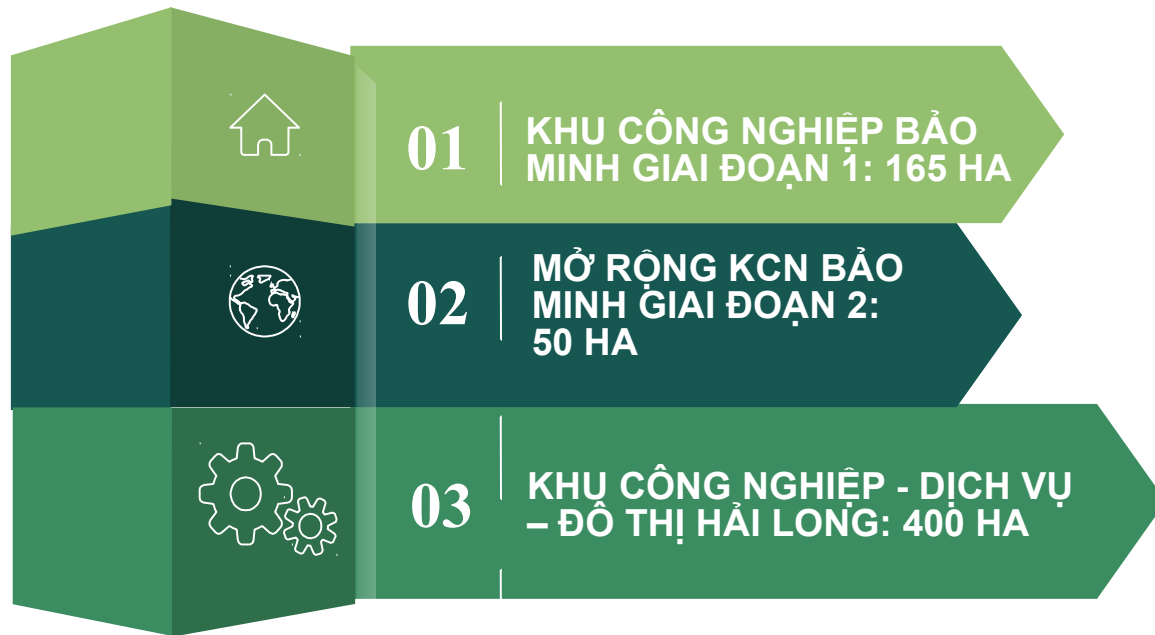 01
KHU CÔNG NGHIỆP BẢO
MINH GIAI ĐOẠN 1: 165 HA
02
MỞ RỘNG KCN BẢO
MINH GIAI ĐOẠN 2:
50 HA
03
KHU CÔNG NGHIỆP - DỊCH VỤ
– ĐÔ THỊ HẢI LONG: 400 HA